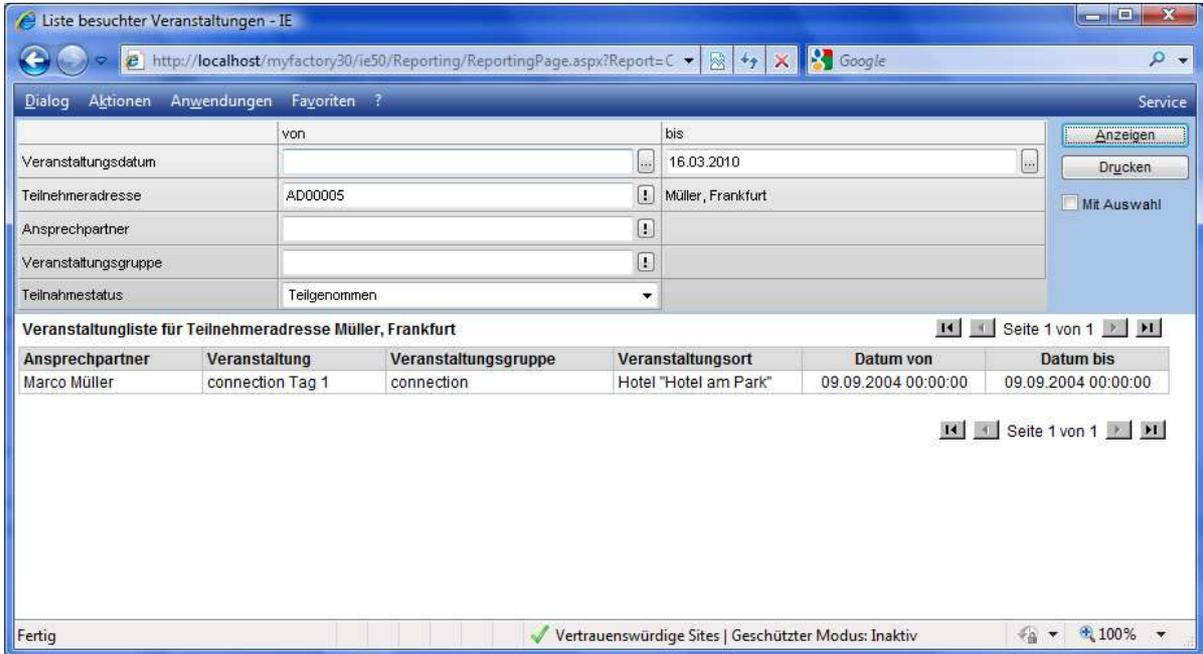 Liste besuchter Veranstaltungen - IE
http://localhost/myfactory30/ie50/Reporting/ReportingPage.aspx?Report=C Google
Dialog Aktionen Anwendungen Favoriten ? Service
von bis Anzeigen
Veranstaltungsdatum ... 16.03.2010 ... Drucken
Teilnehmeradresse AD00005 ! Müller, Frankfurt Mit Auswahl
Ansprechpartner !
Veranstaltungsgruppe !
Teilnahmestatus Teilgenommen
Veranstaltungliste für Teilnehmeradresse Müller, Frankfurt Seite 1 von 1
Ansprechpartner Veranstaltung Veranstaltungsgruppe Veranstaltungsort Datum von Datum bis
Marco Müller connection Tag 1 connection Hotel "Hotel am Park" 09.09.2004 00:00:00 09.09.2004 00:00:00
Seite 1 von 1
Fertig Vertrauenswürdige Sites | Geschützter Modus: Inaktiv 100%